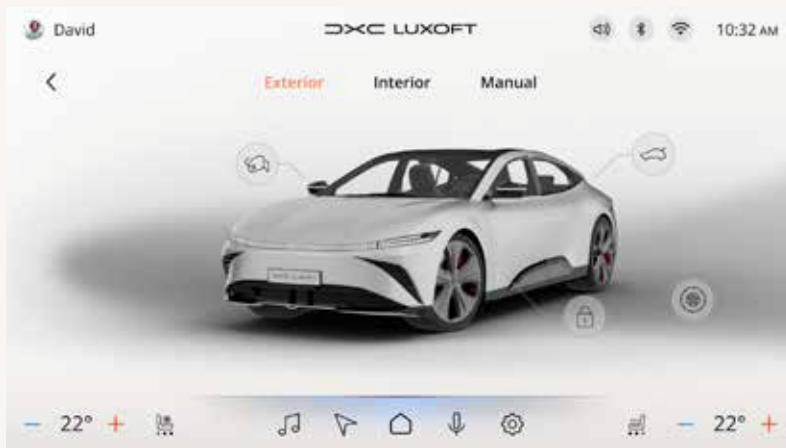 David
DXC LUXOFT
10:32 AM
Exterior Interior Manual
22°
22°